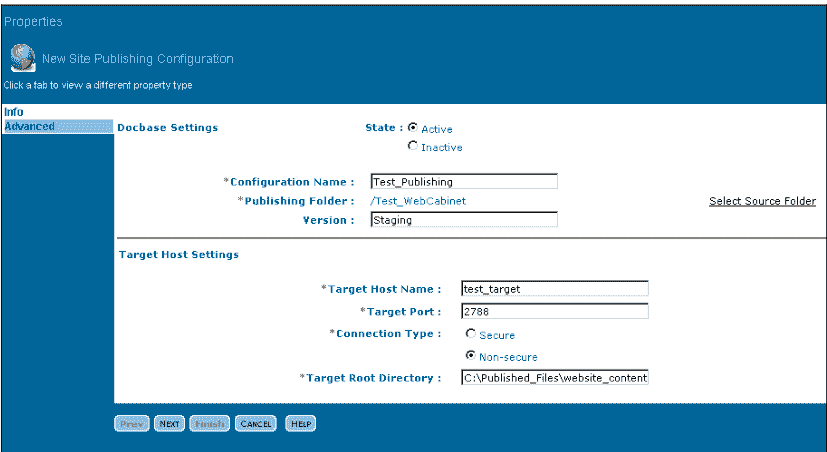 Properties
New Site Publishing Configuration
Click a tab to view a different property type
Info
Advanced
Docbase Settings
State : Active
Inactive
*Configuration Name : Test_Publishing
*Publishing Folder : /Test_WebCabinet Select Source Folder
Version : Staging
Target Host Settings
*Target Host Name : test_target
*Target Port : 2788
*Connection Type : Secure
Non-secure
*Target Root Directory : C:\Published_Files\website_content
Prev NEXT Finish CANCEL HELP